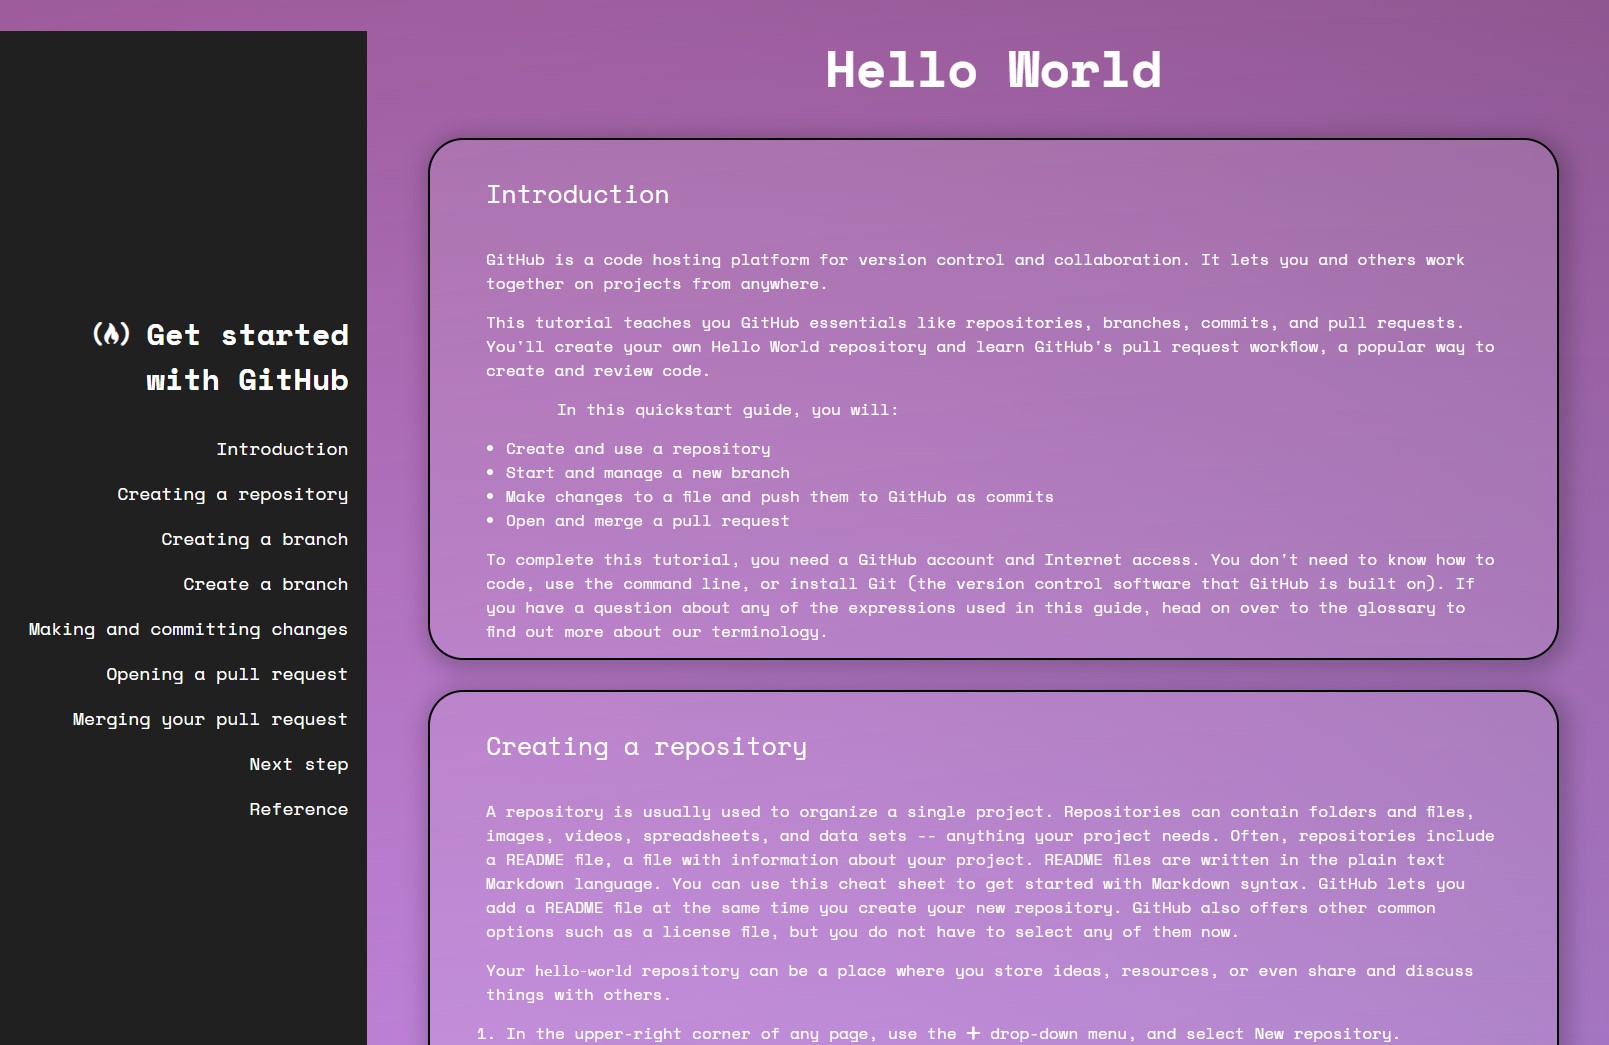 Hello World
Get started
with GitHub
Introduction
Creating a repository
Creating a branch
Create a branch
Making and committing changes
Opening a pull request
Merging your pull request
Next step
Reference
Introduction
GitHub is a code hosting platform for version control and collaboration. It lets you and others work
together on projects from anywhere.
This tutorial teaches you GitHub essentials like repositories, branches, commits, and pull requests.
You'll create your own Hello World repository and learn GitHub's pull request workflow, a popular way to
create and review code.
In this quickstart guide, you will:
• Create and use a repository
• Start and manage a new branch
• Make changes to a file and push them to GitHub as commits
• Open and merge a pull request
To complete this tutorial, you need a GitHub account and Internet access. You don't need to know how to
code, use the command line, or install Git (the version control software that GitHub is built on). If
you have a question about any of the expressions used in this guide, head on over to the glossary to
find out more about our terminology.
Creating a repository
A repository is usually used to organize a single project. Repositories can contain folders and files,
images, videos, spreadsheets, and data sets -- anything your project needs. Often, repositories include
a README file, a file with information about your project. README files are written in the plain text
Markdown language. You can use this cheat sheet to get started with Markdown syntax. GitHub lets you
add a README file at the same time you create your new repository. GitHub also offers other common
options such as a license file, but you do not have to select any of them now.
Your hello-world repository can be a place where you store ideas, resources, or even share and discuss
things with others.
1. In the upper-right corner of any page, use the + drop-down menu, and select New repository.